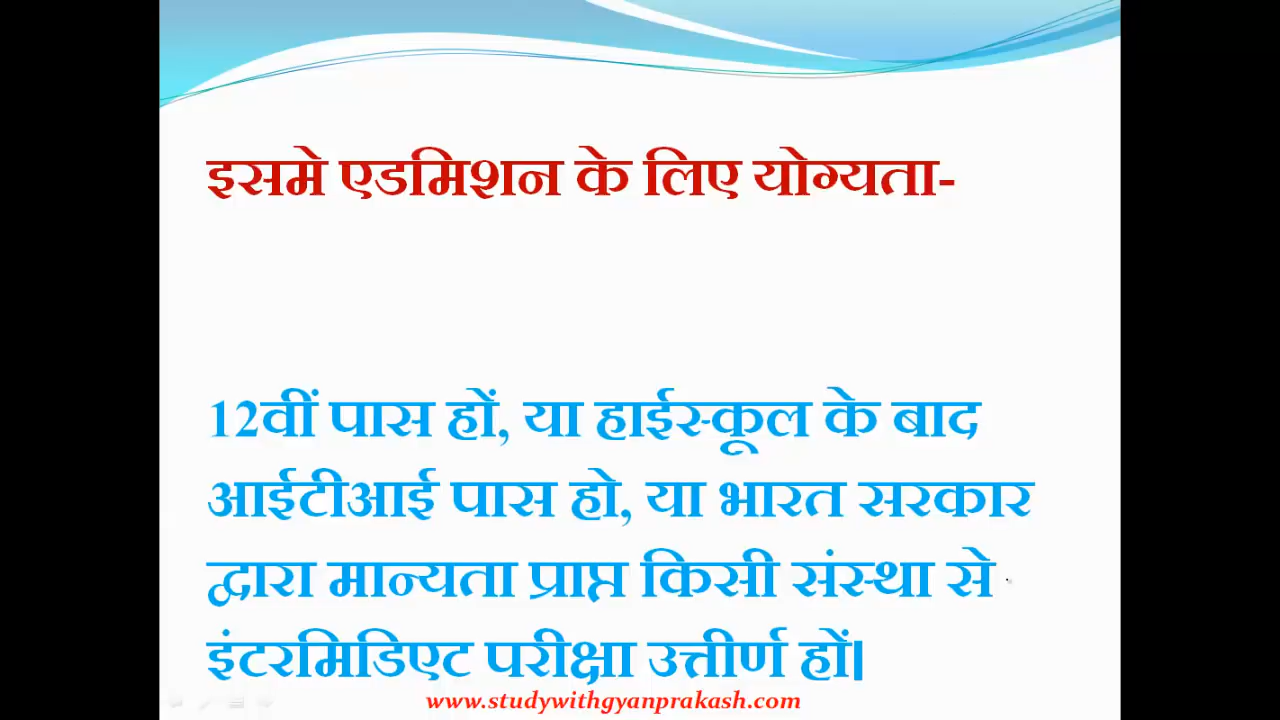 इसमे एडमिशन के लिए योग्यता-
12वीं पास हों, या हाईस्कूल के बाद
आईटीआई पास हो, या भारत सरकार
द्वारा मान्यता प्राप्त किसी संस्था से
इंटरमिडिएट परीक्षा उत्तीर्ण हों।
www.studywithgyanprakash.com